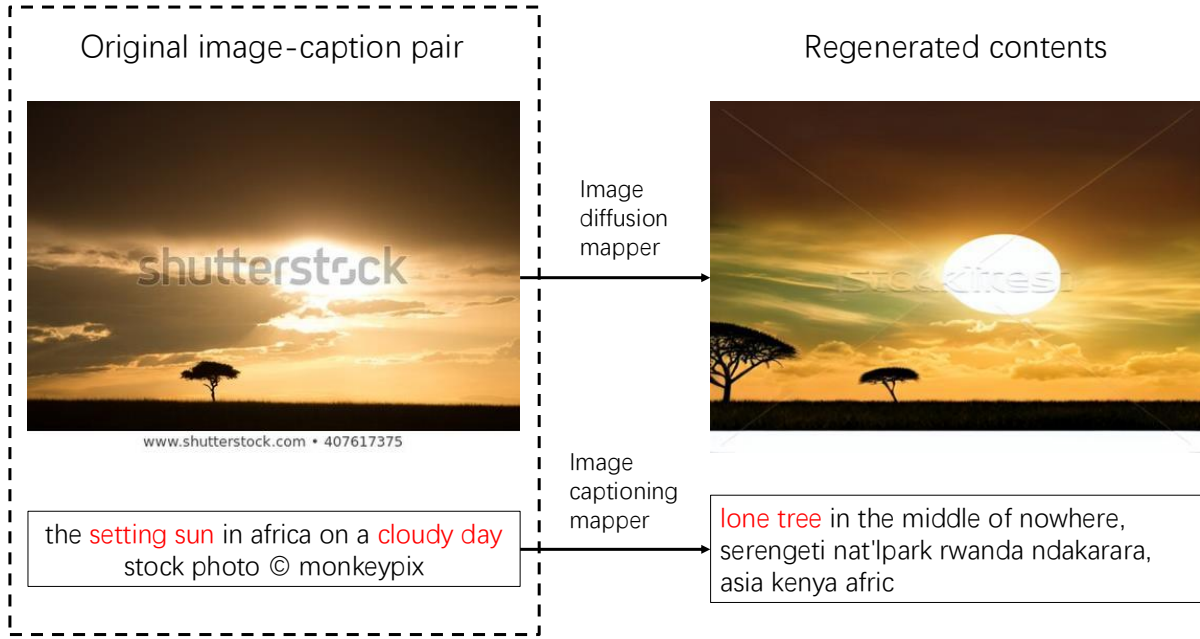 Original image-caption pair
Regenerated contents
shutterstock
www.shutterstock.com • 407617375
Image
diffusion
mapper
Image
captioning
mapper
the setting sun in africa on a cloudy day
stock photo © monkeypix
lone tree in the middle of nowhere,
serengeti nat'lpark rwanda ndakarara,
asia kenya afric